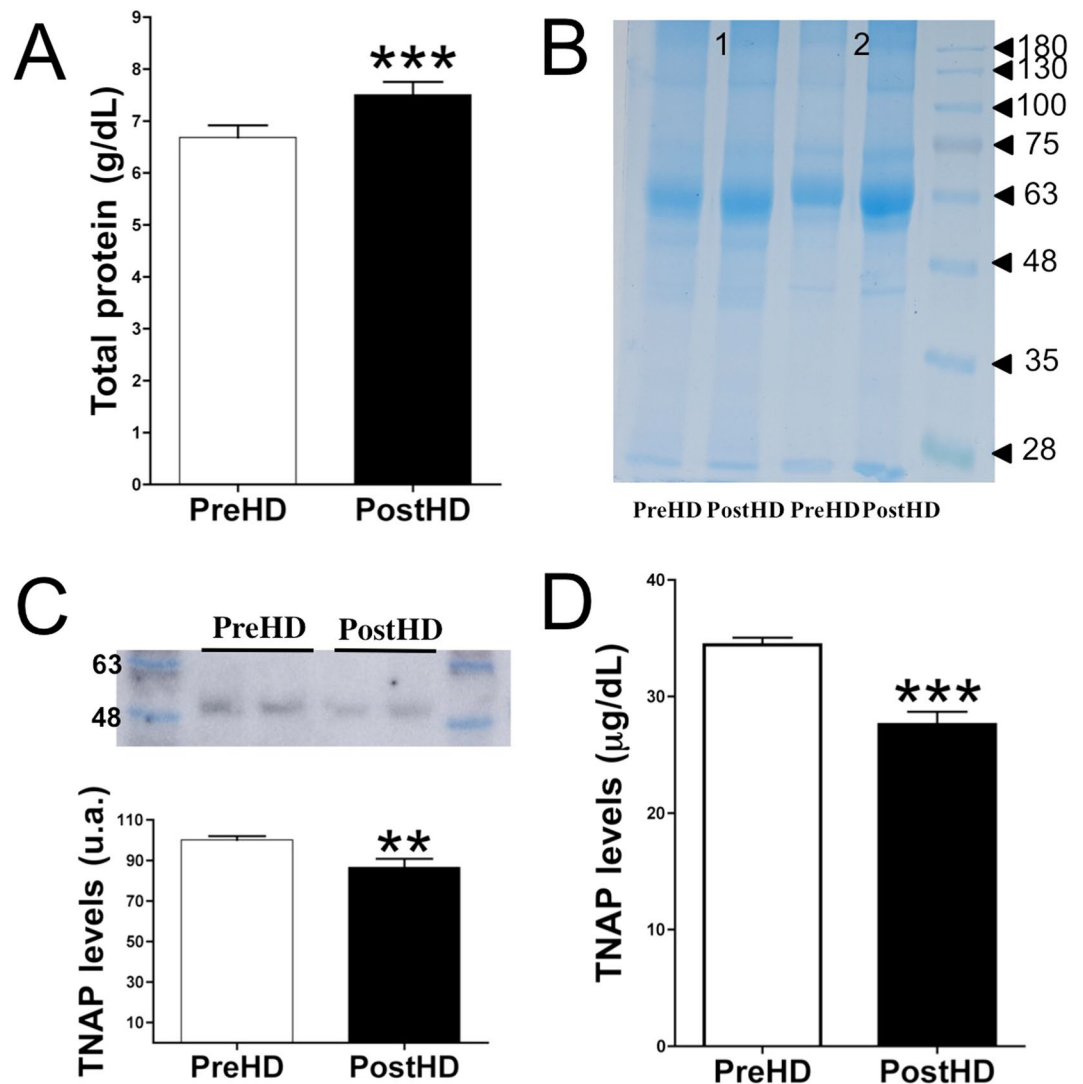 A
Total protein (g/dL)
9
8
7
6
5
4
3
2
1
0
***
PreHD PostHD
B
1 2
180
130
100
75
63
48
35
28
PreHD PostHD PreHD PostHD
C
PreHD PostHD
63
48
TNAP levels (u.a.)
110
90
70
50
30
10
**
PreHD PostHD
D
TNAP levels (μg/dL)
40
30
20
10
0
***
PreHD PostHD